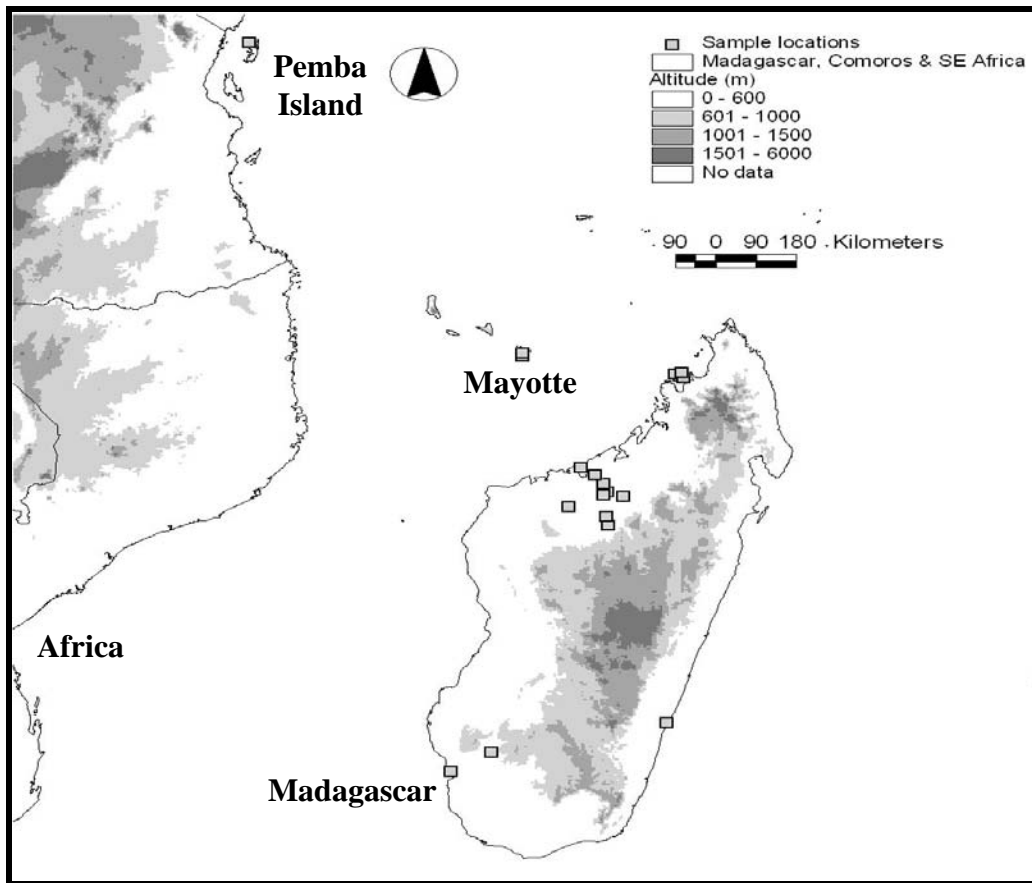 Pemba
Island
Sample locations
Madagascar, Comoros & SE Africa
Altitude (m)
0 - 600
601 - 1000
1001 - 1500
1501 - 6000
No data
90 0 90 180 Kilometers
Mayotte
Africa
Madagascar